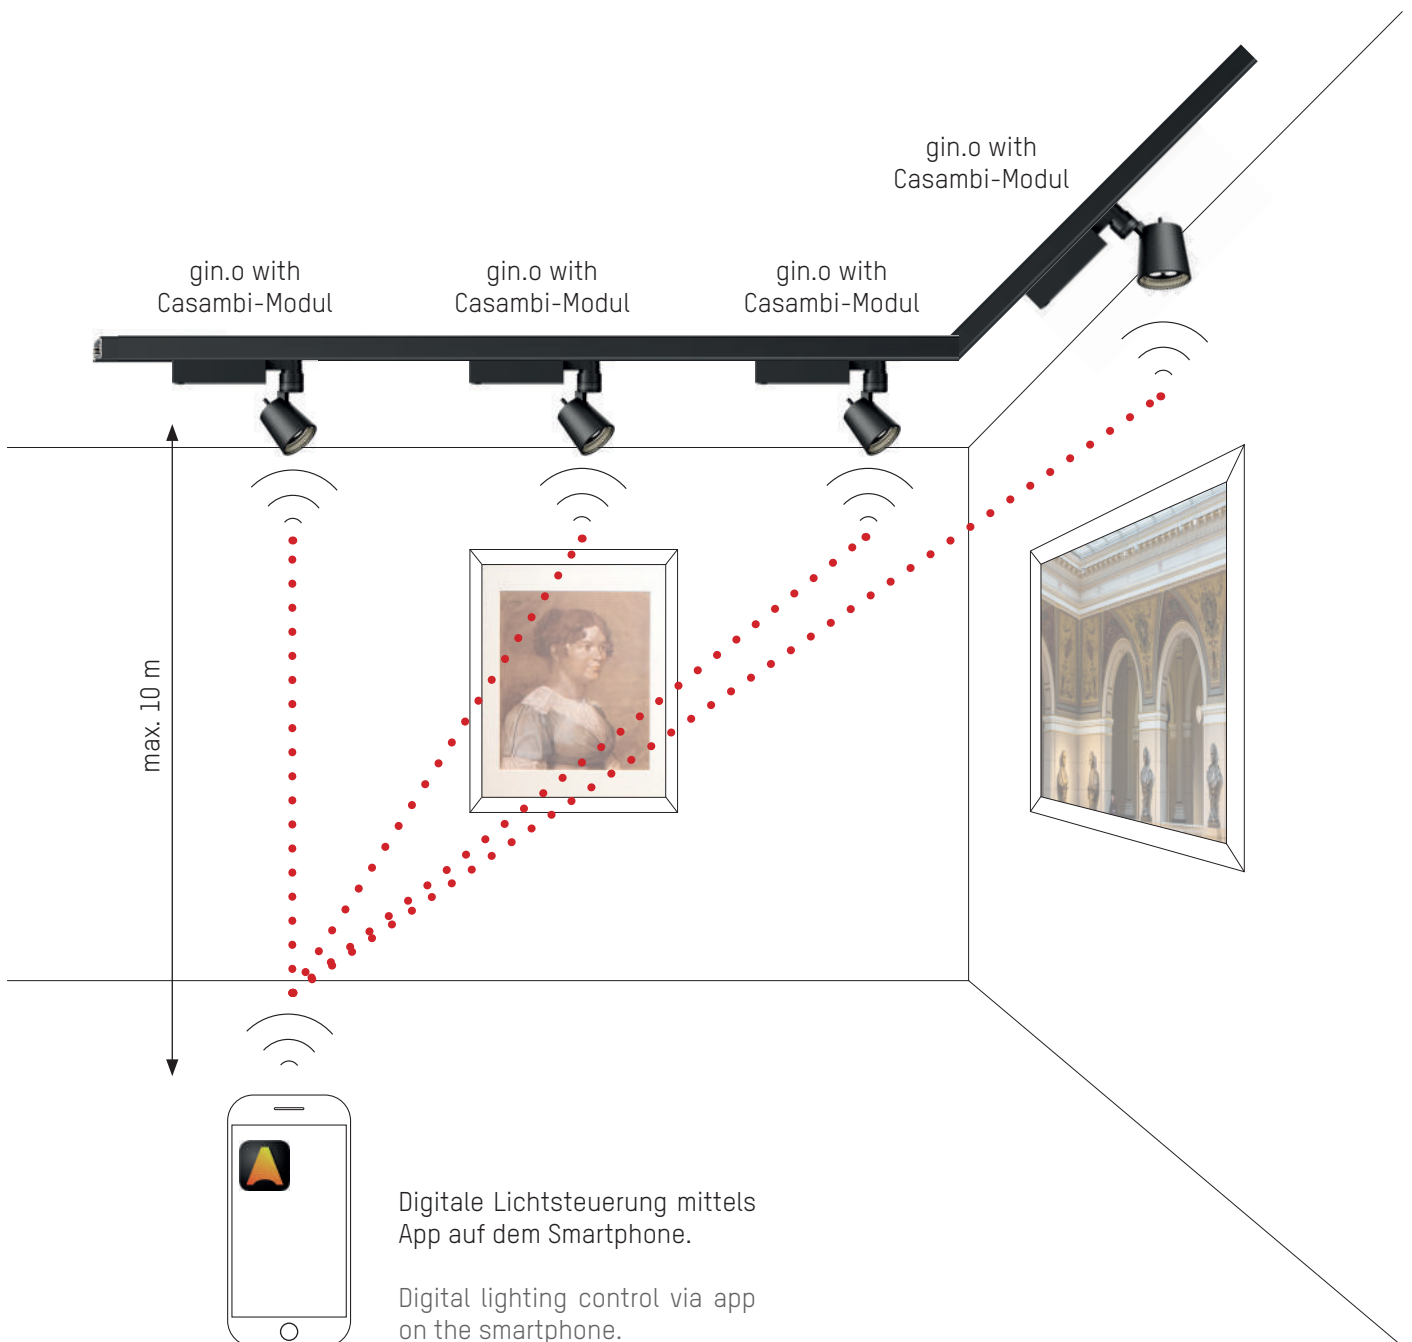 gin.o with
Casambi-Modul
gin.o with
Casambi-Modul
gin.o with
Casambi-Modul
gin.o with
Casambi-Modul
max. 10 m
Digitale Lichtsteuerung mittels
App auf dem Smartphone.
Digital lighting control via app
on the smartphone.